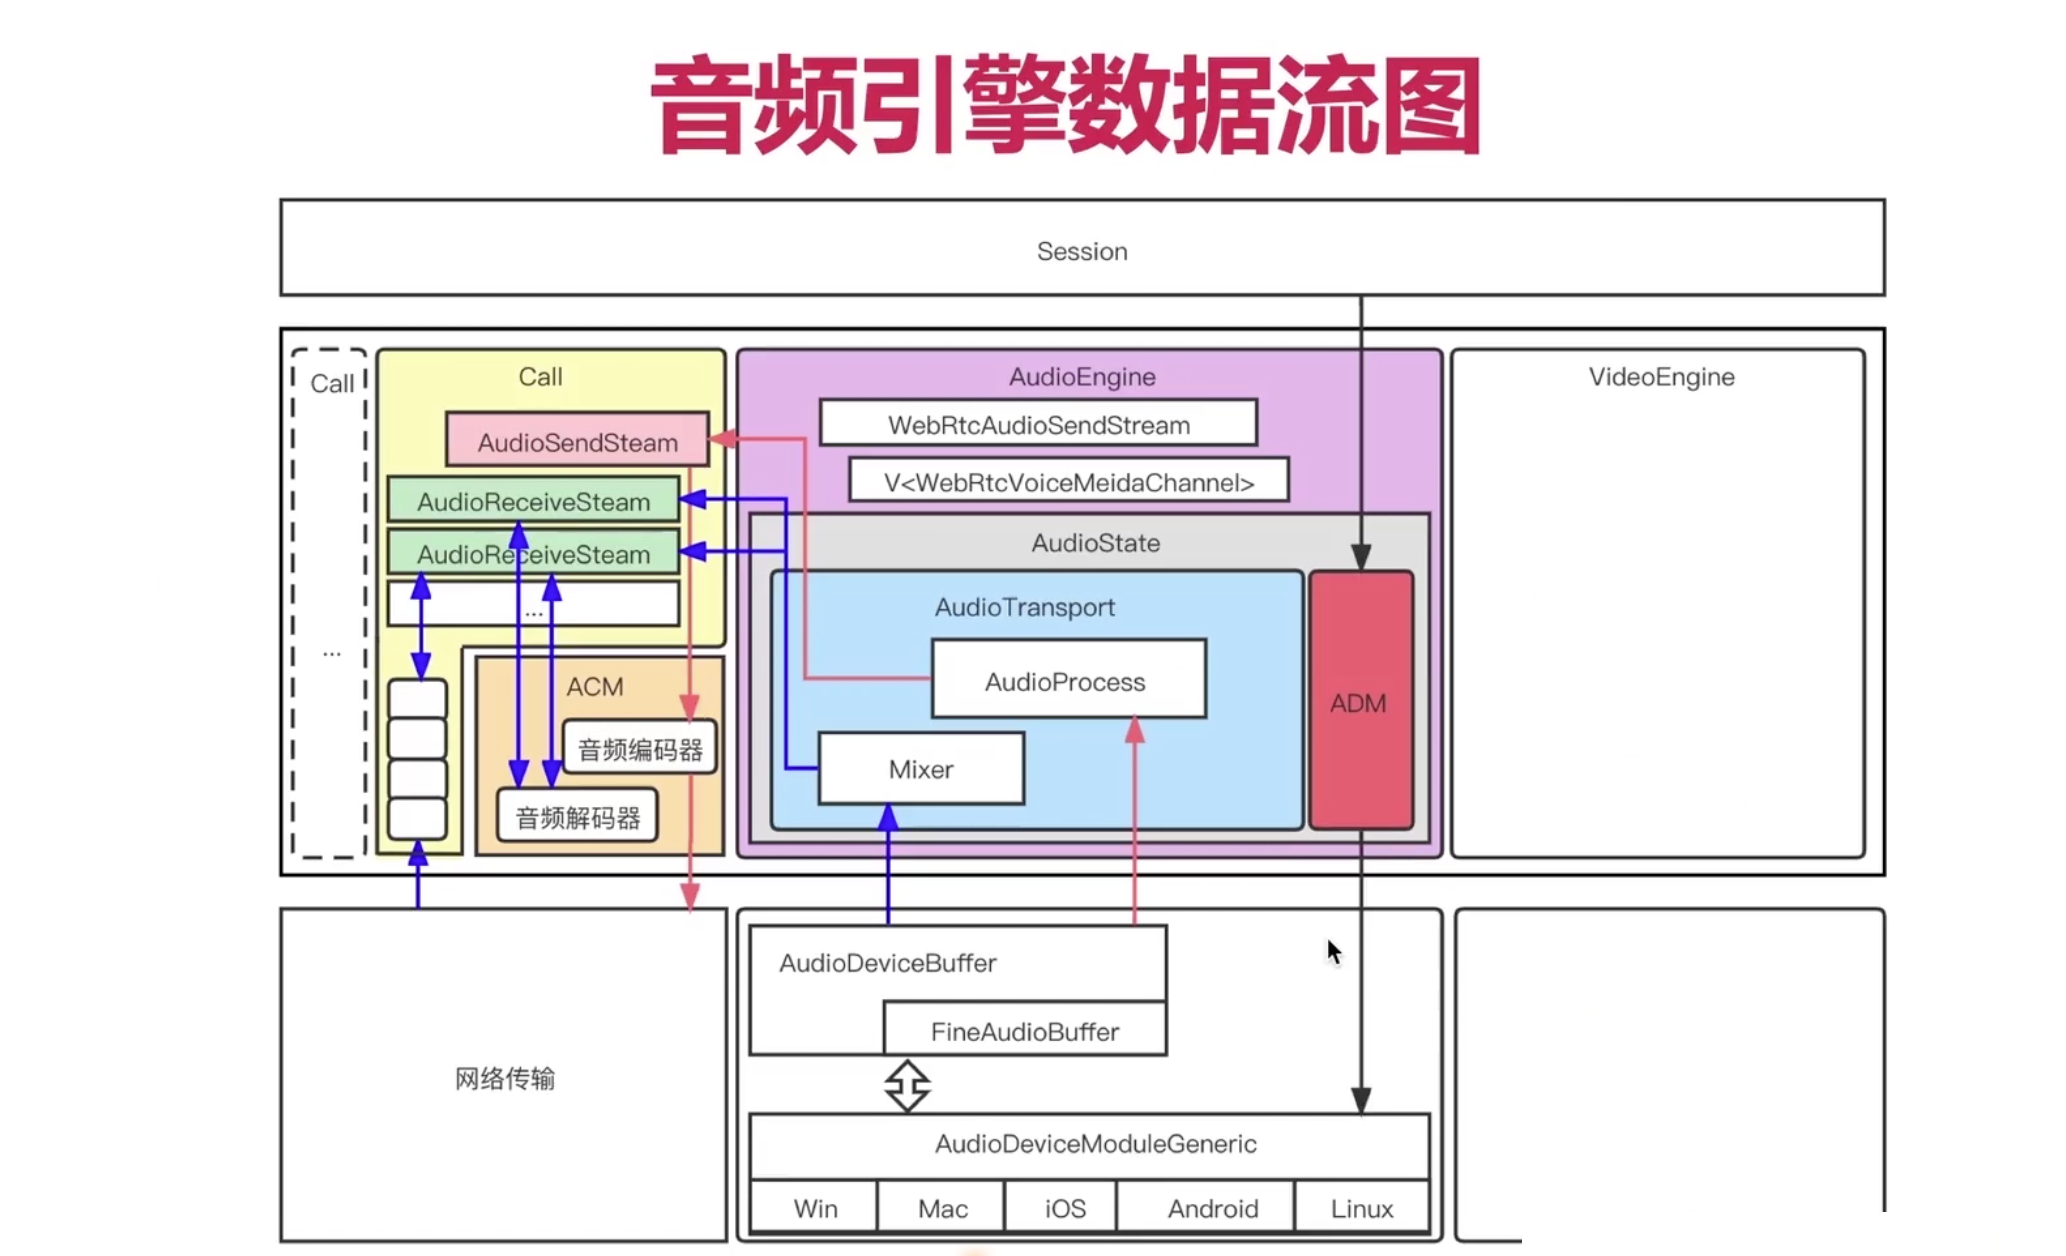 音频引擎数据流图
Session
Call
...
Call
AudioSendSteam
AudioReceiveSteam
AudioReceiveSteam
...
ACM
音频编码器
音频解码器
AudioEngine
WebRtcAudioSendStream
V<WebRtcVoiceMeidaChannel>
AudioState
AudioTransport
AudioProcess
Mixer
ADM
VideoEngine
网络传输
AudioDeviceBuffer
FineAudioBuffer
AudioDeviceModuleGeneric
Win
Mac
iOS
Android
Linux